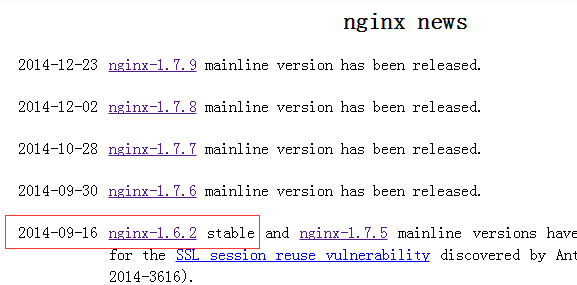 nginx news
2014-12-23 nginx-1.7.9 mainline version has been released.
2014-12-02 nginx-1.7.8 mainline version has been released.
2014-10-28 nginx-1.7.7 mainline version has been released.
2014-09-30 nginx-1.7.6 mainline version has been released.
2014-09-16 nginx-1.6.2 stable and nginx-1.7.5 mainline versions have
for the SSL session reuse vulnerability discovered by Ant
2014-3616).